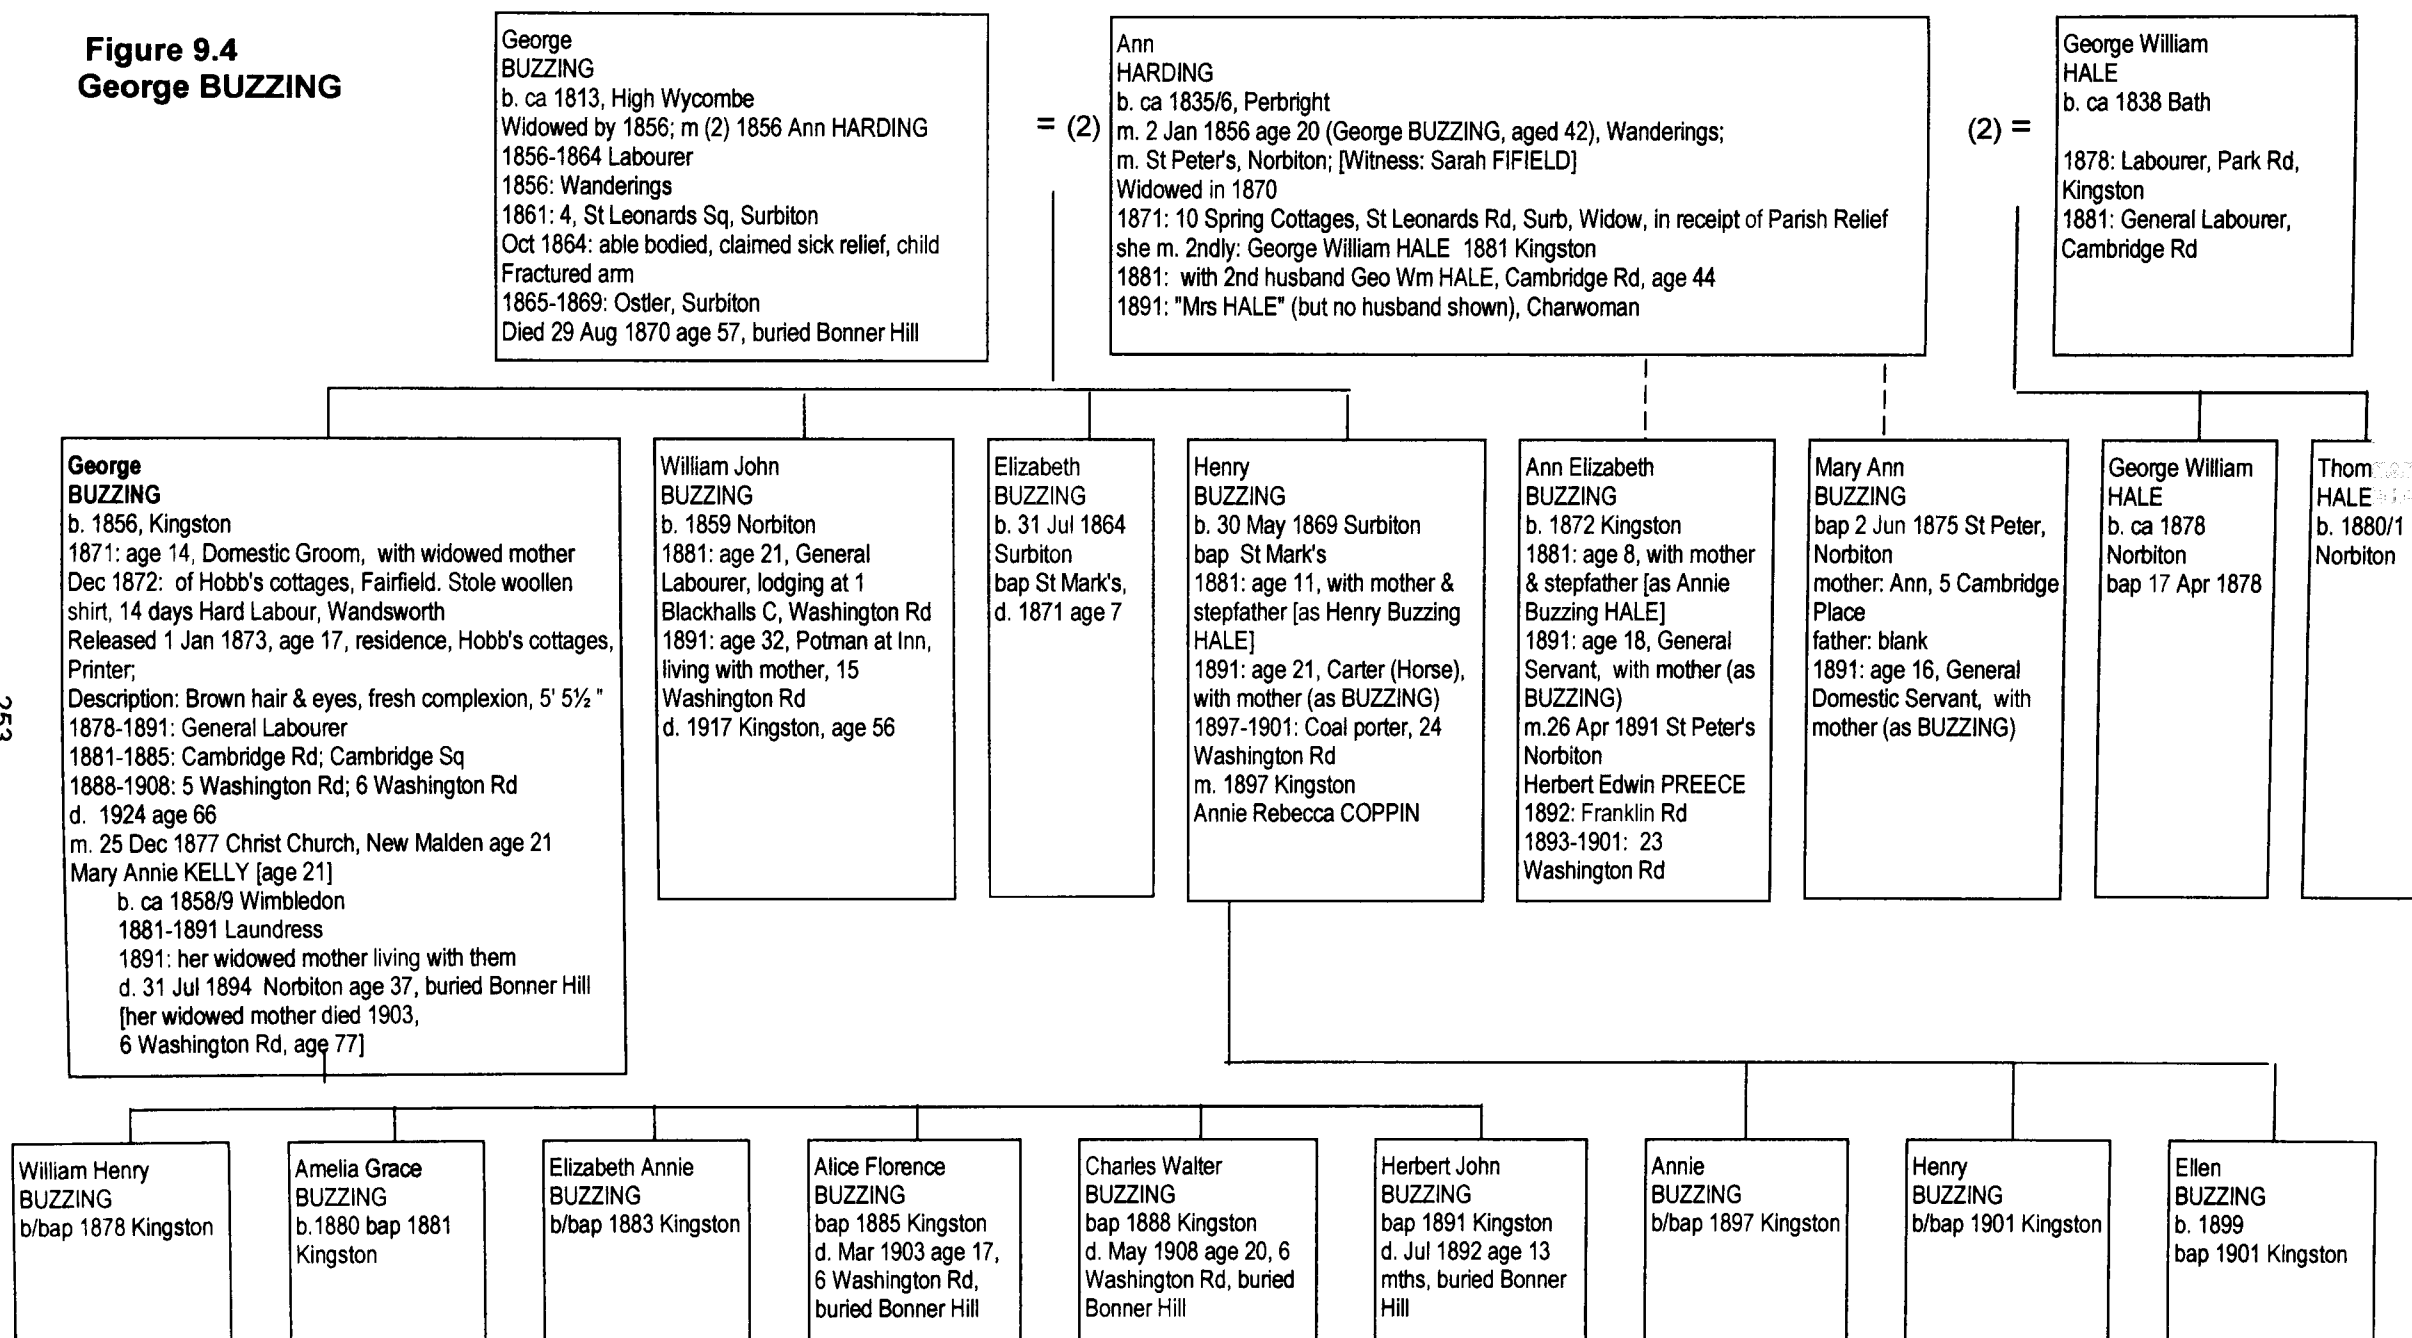 Figure 9.4
George BUZZING
George
BUZZING
b. ca 1813, High Wycombe
Widowed by 1856; m (2) 1856 Ann HARDING
1856-1864 Labourer
1856: Wanderings
1861: 4, St Leonards Sq, Surbiton
Oct 1864: able bodied, claimed sick relief, child
Fractured arm
1865-1869: Ostler, Surbiton
Died 29 Aug 1870 age 57, buried Bonner Hill
= (2)
Ann
HARDING
b. ca 1835/6, Perbright
m. 2 Jan 1856 age 20 (George BUZZING, aged 42), Wanderings;
m. St Peter's, Norbiton; [Witness: Sarah FIFIELD]
Widowed in 1870
1871: 10 Spring Cottages, St Leonards Rd, Surb, Widow, in receipt of Parish Relief
she m. 2ndly: George William HALE 1881 Kingston
1881: with 2nd husband Geo Wm HALE, Cambridge Rd, age 44
1891: "Mrs HALE" (but no husband shown), Charwoman
(2) =
George William
HALE
b. ca 1838 Bath
1878: Labourer, Park Rd,
Kingston
1881: General Labourer,
Cambridge Rd
George
BUZZING
b. 1856, Kingston
1871: age 14, Domestic Groom, with widowed mother
Dec 1872: of Hobb's cottages, Fairfield. Stole woollen
shirt, 14 days Hard Labour, Wandsworth
Released 1 Jan 1873, age 17, residence, Hobb's cottages,
Printer;
Description: Brown hair & eyes, fresh complexion, 5' 5½ "
1878-1891: General Labourer
1881-1885: Cambridge Rd; Cambridge Sq
1888-1908: 5 Washington Rd; 6 Washington Rd
d. 1924 age 66
m. 25 Dec 1877 Christ Church, New Malden age 21
Mary Annie KELLY [age 21]
b. ca 1858/9 Wimbledon
1881-1891 Laundress
1891: her widowed mother living with them
d. 31 Jul 1894 Norbiton age 37, buried Bonner Hill
[her widowed mother died 1903,
6 Washington Rd, age 77]
William John
BUZZING
b. 1859 Norbiton
1881: age 21, General
Labourer, lodging at 1
Blackhalls C, Washington Rd
1891: age 32, Potman at Inn,
living with mother, 15
Washington Rd
d. 1917 Kingston, age 56
Elizabeth
BUZZING
b. 31 Jul 1864
Surbiton
bap St Mark's,
d. 1871 age 7
Henry
BUZZING
b. 30 May 1869 Surbiton
bap St Mark's
1881: age 11, with mother &
stepfather [as Henry Buzzing
HALE]
1891: age 21, Carter (Horse),
with mother (as BUZZING)
1897-1901: Coal porter, 24
Washington Rd
m. 1897 Kingston
Annie Rebecca COPPIN
Ann Elizabeth
BUZZING
b. 1872 Kingston
1881: age 8, with mother
& stepfather [as Annie
Buzzing HALE]
1891: age 18, General
Servant, with mother (as
BUZZING)
m.26 Apr 1891 St Peter's
Norbiton
Herbert Edwin PREECE
1892: Franklin Rd
1893-1901: 23
Washington Rd
Mary Ann
BUZZING
bap 2 Jun 1875 St Peter,
Norbiton
mother: Ann, 5 Cambridge
Place
father: blank
1891: age 16, General
Domestic Servant, with
mother (as BUZZING)
George William
HALE
b. ca 1878
Norbiton
bap 17 Apr 1878
Thom
HALE
b. 1880/1
Norbiton
253
William Henry
BUZZING
b/bap 1878 Kingston
Amelia Grace
BUZZING
b.1880 bap 1881
Kingston
Elizabeth Annie
BUZZING
b/bap 1883 Kingston
Alice Florence
BUZZING
bap 1885 Kingston
d. Mar 1903 age 17,
6 Washington Rd,
buried Bonner Hill
Charles Walter
BUZZING
bap 1888 Kingston
d. May 1908 age 20, 6
Washington Rd, buried
Bonner Hill
Herbert John
BUZZING
bap 1891 Kingston
d. Jul 1892 age 13
mths, buried Bonner
Hill
Annie
BUZZING
b/bap 1897 Kingston
Henry
BUZZING
b/bap 1901 Kingston
Ellen
BUZZING
b. 1899
bap 1901 Kingston